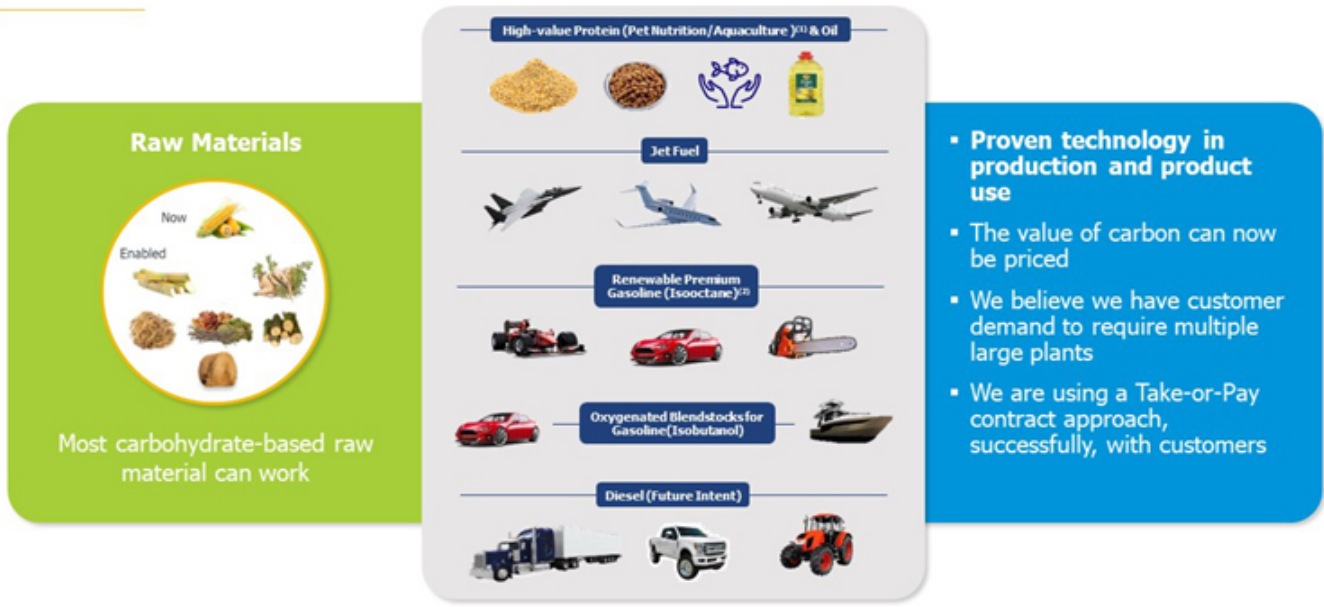 Raw Materials
Now
Enabled
Most carbohydrate-based raw
material can work
High-value Protein (Pet Nutrition/Aquaculture )(1) & Oil
Jet Fuel
Renewable Premium
Gasoline (Isooctane)(2)
Oxygenated Blendstocks for
Gasoline(Isobutanol)
Diesel (Future Intent)
▪ Proven technology in
production and product
use
▪ The value of carbon can now
be priced
▪ We believe we have customer
demand to require multiple
large plants
▪ We are using a Take-or-Pay
contract approach,
successfully, with customers